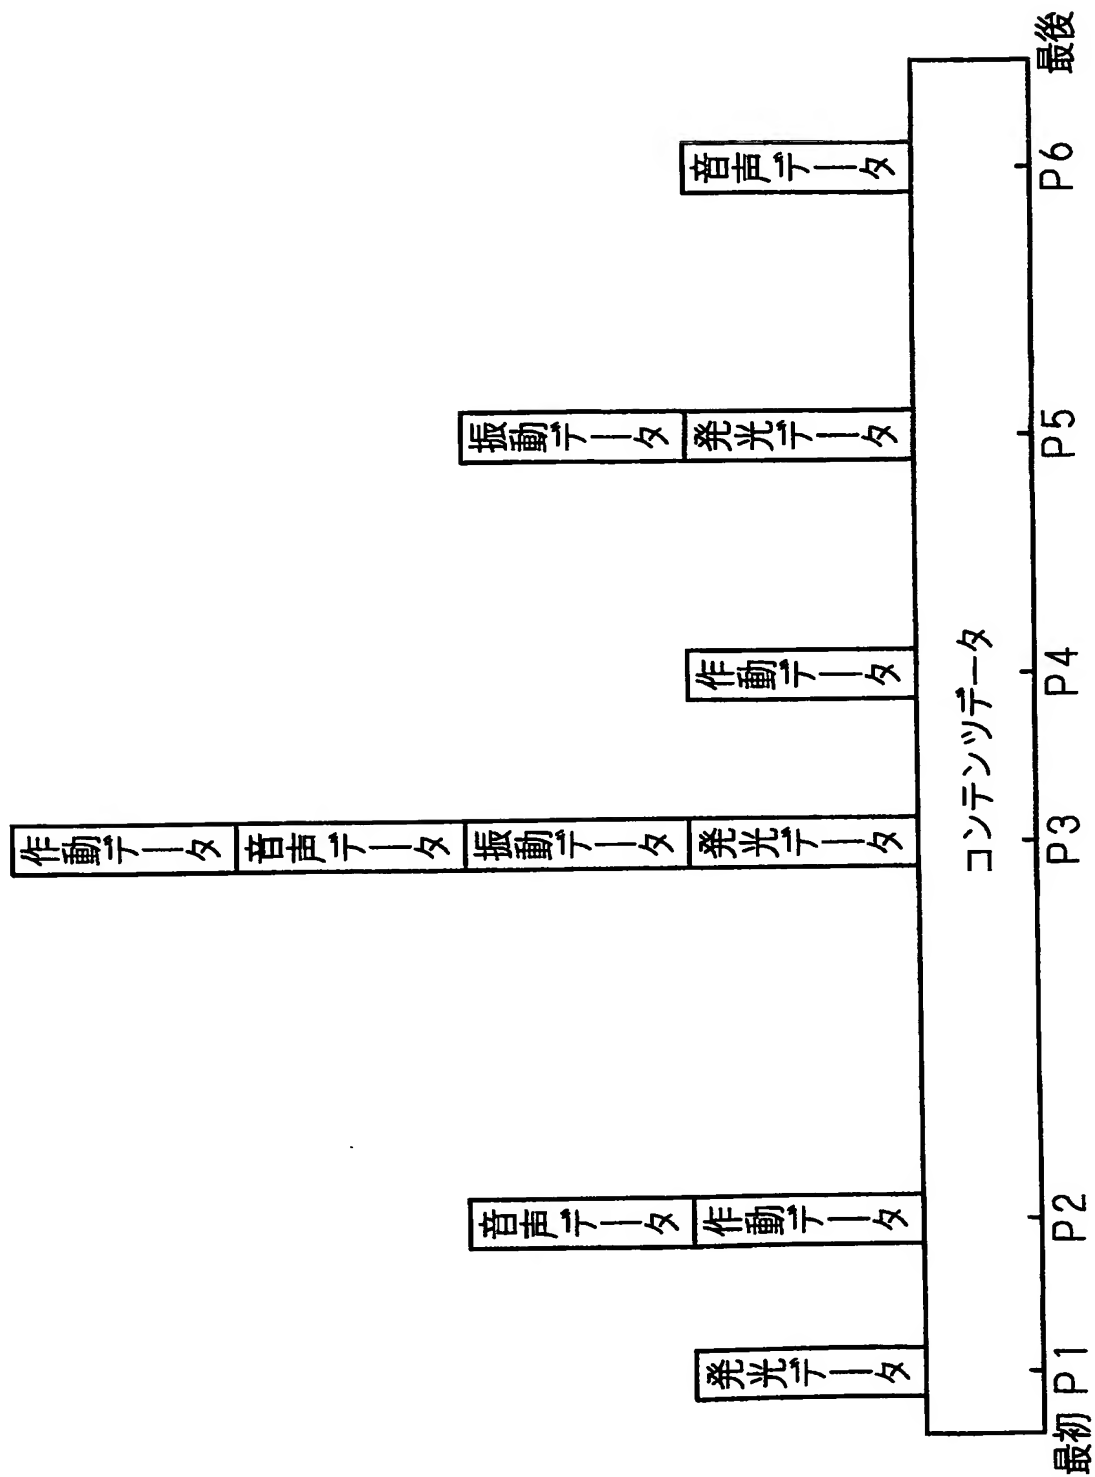 作動データ
音声データ
振動データ
発光データ
音声データ
作動データ
振動データ
発光データ
発光データ
作動データ
音声データ
コンテンツデータ
最初 P1 P2 P3 P4 P5 P6 最後